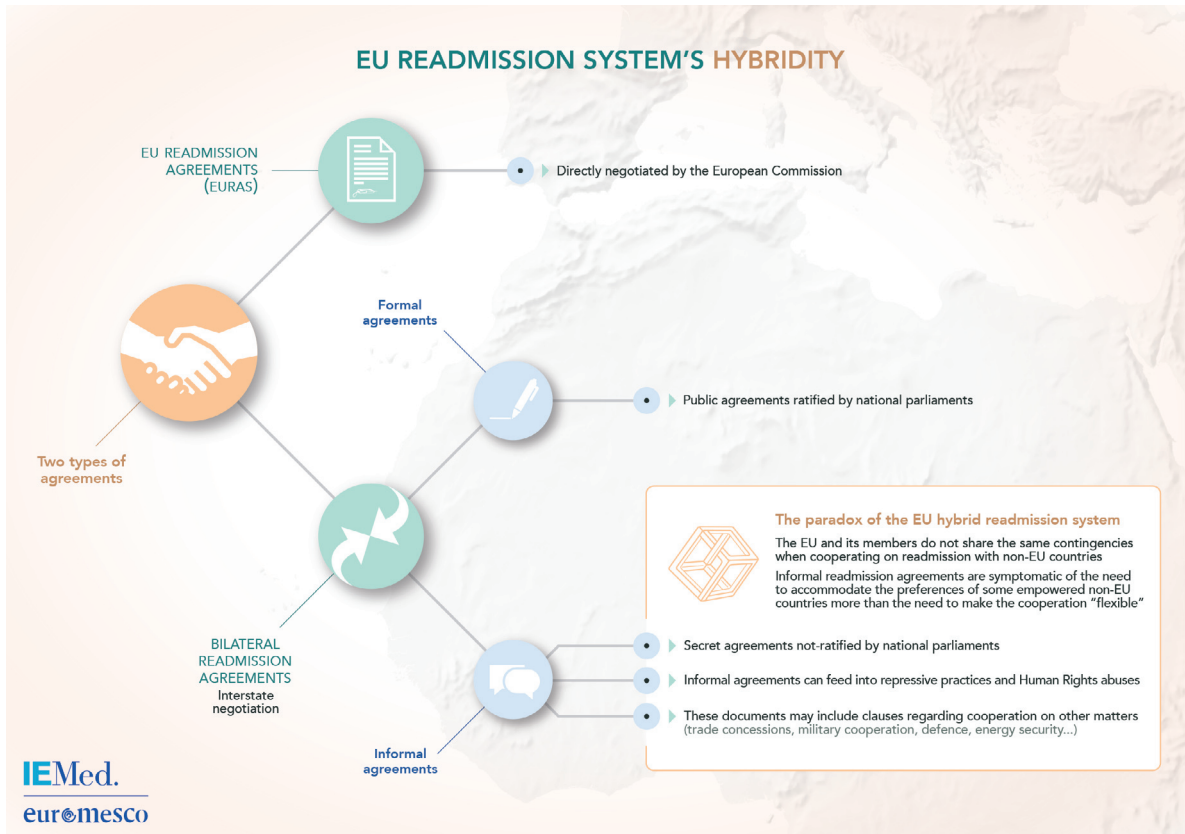 EU READMISSION SYSTEM'S HYBRIDITY
EU READMISSION
AGREEMENTS
(EURAS)
Directly negotiated by the European Commission
Formal
agreements
Public agreements ratified by national parliaments
Two types of
agreements
The paradox of the EU hybrid readmission system
The EU and its members do not share the same contingencies
when cooperating on readmission with non-EU countries
Informal readmission agreements are symptomatic of the need
to accommodate the preferences of some empowered non-EU
countries more than the need to make the cooperation “flexible”
BILATERAL
READMISSION
AGREEMENTS
Interstate
negotiation
Secret agreements not-ratified by national parliaments
Informal agreements can feed into repressive practices and Human Rights abuses
These documents may include clauses regarding cooperation on other matters
(trade concessions, military cooperation, defence, energy security...)
Informal
agreements
IEMed.
euromesco